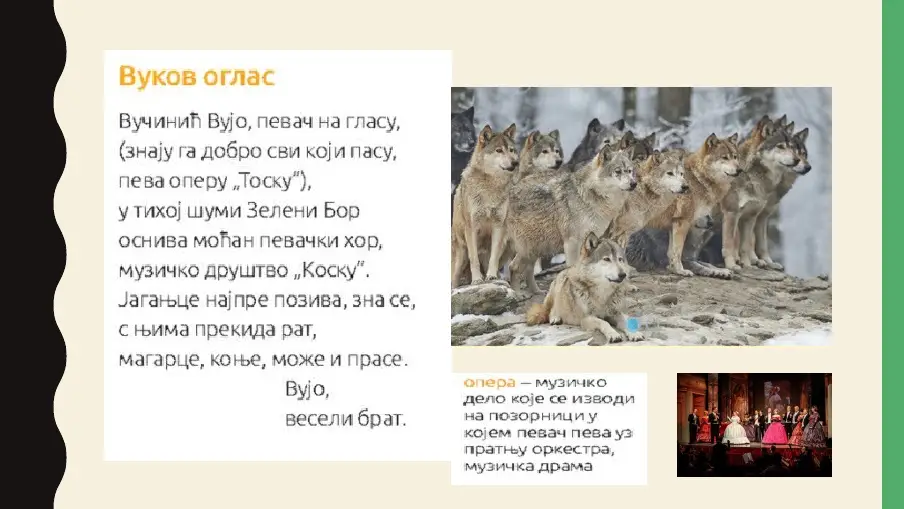 Вуков оглас
Вучинић Вујо, певач на гласу,
(знају га добро сви који пасу,
пева оперу „Тоску“),
у тихој шуми Зелени Бор
оснива моћан певачки хор,
музичко друштво „Коску“.
Јагањце најпре позива, зна се,
с њима прекида рат,
магарце, коње, може и прасе.
Вујо,
весели брат.
опера – музичко
дело које се изводи
на позорници у
којем певач пева уз
пратњу оркестра,
музичка драма